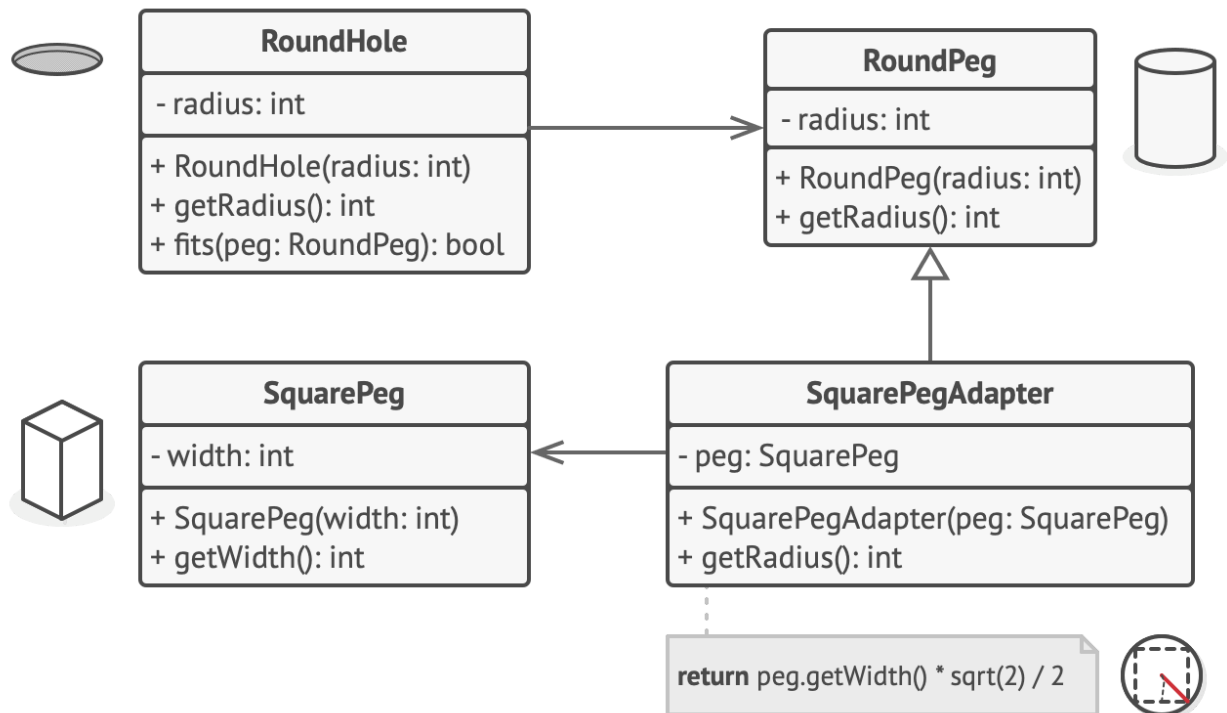 RoundHole
- radius: int
+ RoundHole(radius: int)
+ getRadius(): int
+ fits(peg: RoundPeg): bool
RoundPeg
- radius: int
+ RoundPeg(radius: int)
+ getRadius(): int
SquarePeg
- width: int
+ SquarePeg(width: int)
+ getWidth(): int
SquarePegAdapter
- peg: SquarePeg
+ SquarePegAdapter(peg: SquarePeg)
+ getRadius(): int
return peg.getWidth() * sqrt(2) / 2